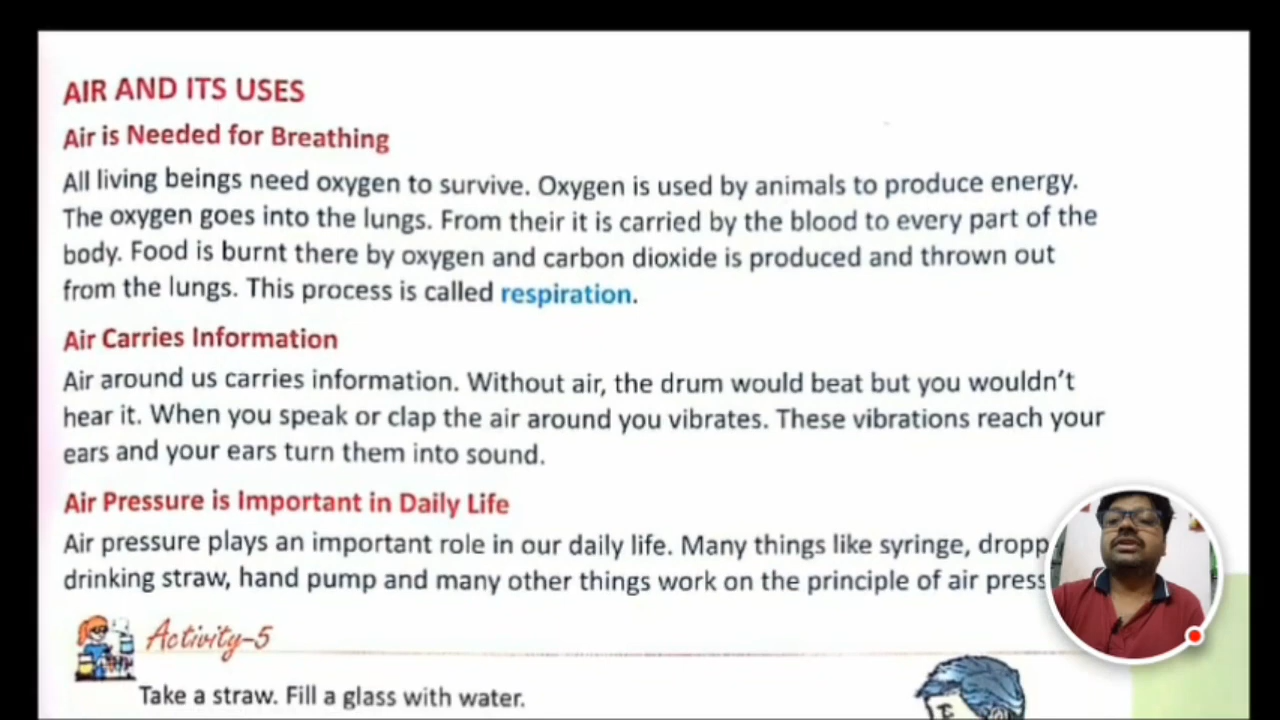 AIR AND ITS USES
Air is Needed for Breathing
All living beings need oxygen to survive. Oxygen is used by animals to produce energy.
The oxygen goes into the lungs. From their it is carried by the blood to every part of the
body. Food is burnt there by oxygen and carbon dioxide is produced and thrown out
from the lungs. This process is called respiration.
Air Carries Information
Air around us carries information. Without air, the drum would beat but you wouldn't
hear it. When you speak or clap the air around you vibrates. These vibrations reach your
ears and your ears turn them into sound.
Air Pressure is Important in Daily Life
Air pressure plays an important role in our daily life. Many things like syringe,
drinking straw, hand pump and many other things work on the principle of air
Activity-5
Take a straw. Fill a glass with water.